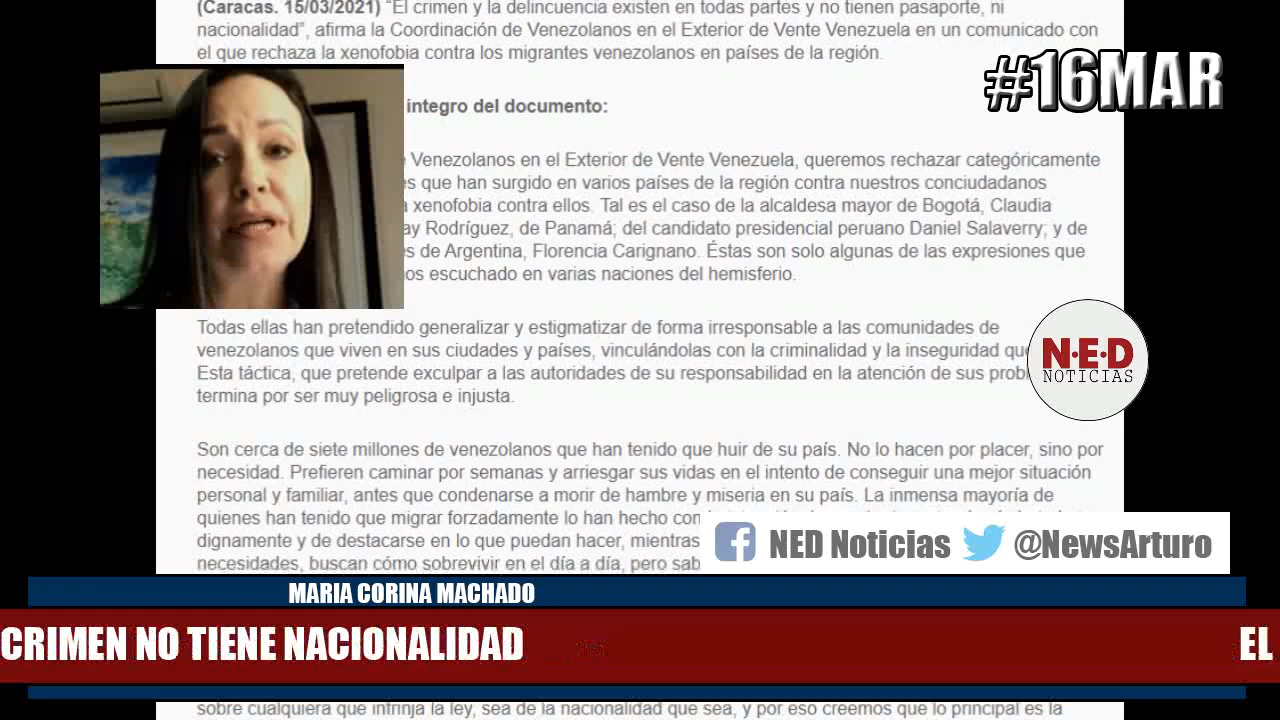 (Caracas. 15/03/2021) “El crimen y la delincuencia existen en todas partes y no tienen pasaporte, ni
nacionalidad”, afirma la Coordinación de Venezolanos en el Exterior de Vente Venezuela en un comunicado con
el que rechaza la xenofobia contra los migrantes venezolanos en países de la región.
#16MAR
integro del documento:
Venezolanos en el Exterior de Vente Venezuela, queremos rechazar categóricamente
que han surgido en varios países de la región contra nuestros conciudadanos
xenofobia contra ellos. Tal es el caso de la alcaldesa mayor de Bogotá, Claudia
Rodríguez, de Panamá; del candidato presidencial peruano Daniel Salaverry; y de
de Argentina, Florencia Carignano. Éstas son solo algunas de las expresiones que
escuchado en varias naciones del hemisferio.
Todas ellas han pretendido generalizar y estigmatizar de forma irresponsable a las comunidades de
venezolanos que viven en sus ciudades y países, vinculándolas con la criminalidad y la inseguridad que
Esta táctica, que pretende exculpar a las autoridades de su responsabilidad en la atención de sus
termina por ser muy peligrosa e injusta.
N·E·D
NOTICIAS
Son cerca de siete millones de venezolanos que han tenido que huir de su país. No lo hacen por placer, sino por
necesidad. Prefieren caminar por semanas y arriesgar sus vidas en el intento de conseguir una mejor situación
personal y familiar, antes que condenarse a morir de hambre y miseria en su país. La inmensa mayoría de
quienes han tenido que migrar forzadamente lo han hecho con
dignamente y de destacarse en lo que puedan hacer, mientras
necesidades, buscan cómo sobrevivir en el día a día, pero
NED Noticias @NewsArturo
MARIA CORINA MACHADO
CRIMEN NO TIENE NACIONALIDAD EL
sobre cualquiera que infrinja la ley, sea de la nacionalidad que sea, y por eso creemos que lo principal es la